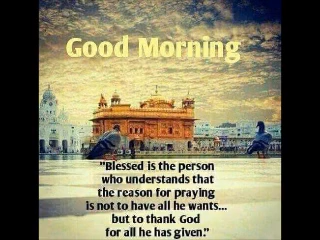 Good Morning
"Blessed is the person
who understands that
the reason for praying
is not to have all he wants...
but to thank God
for all he has given."